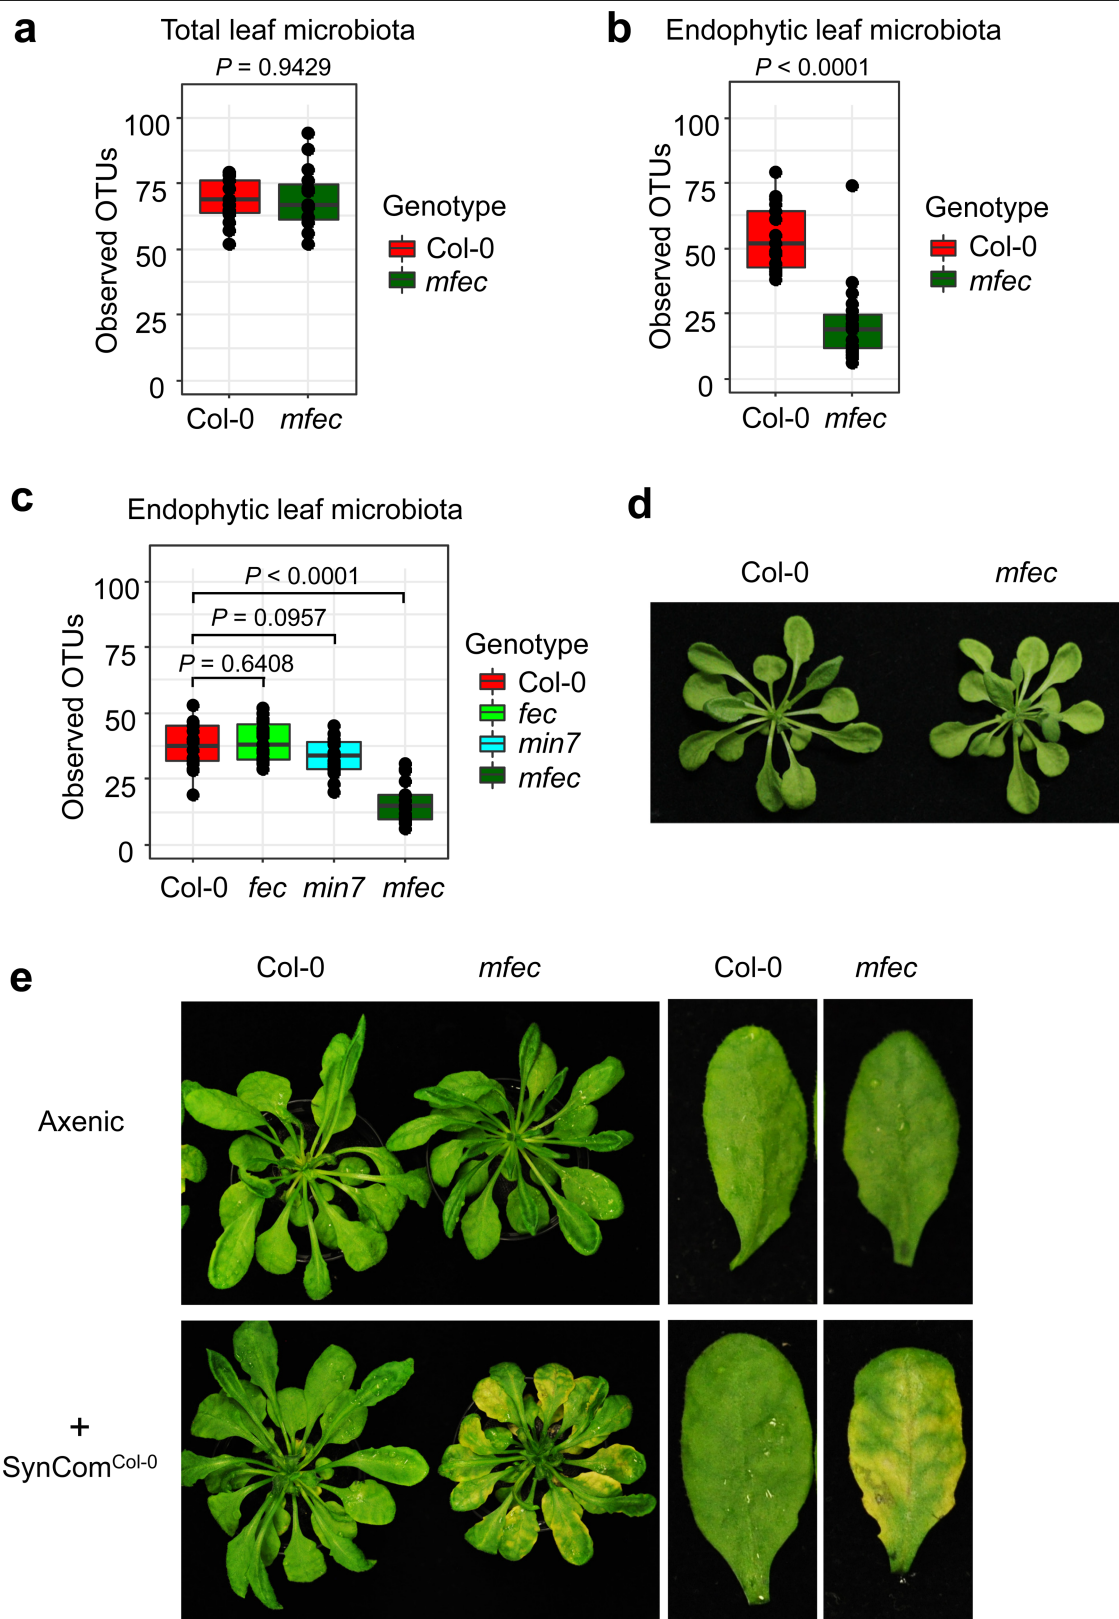 a
Total leaf microbiota
P = 0.9429
Observed OTUs
100
75
50
25
0
Col-0
mfec
Genotype
Col-0
mfec
b
Endophytic leaf microbiota
P < 0.0001
Observed OTUs
100
75
50
25
0
Col-0
mfec
Genotype
Col-0
mfec
c
Endophytic leaf microbiota
P < 0.0001
P = 0.0957
P = 0.6408
Observed OTUs
100
75
50
25
0
Col-0
fec
min7
mfec
Genotype
Col-0
fec
min7
mfec
d
Col-0
mfec
e
Col-0
mfec
Col-0
mfec
Axenic
+
SynComCol-0